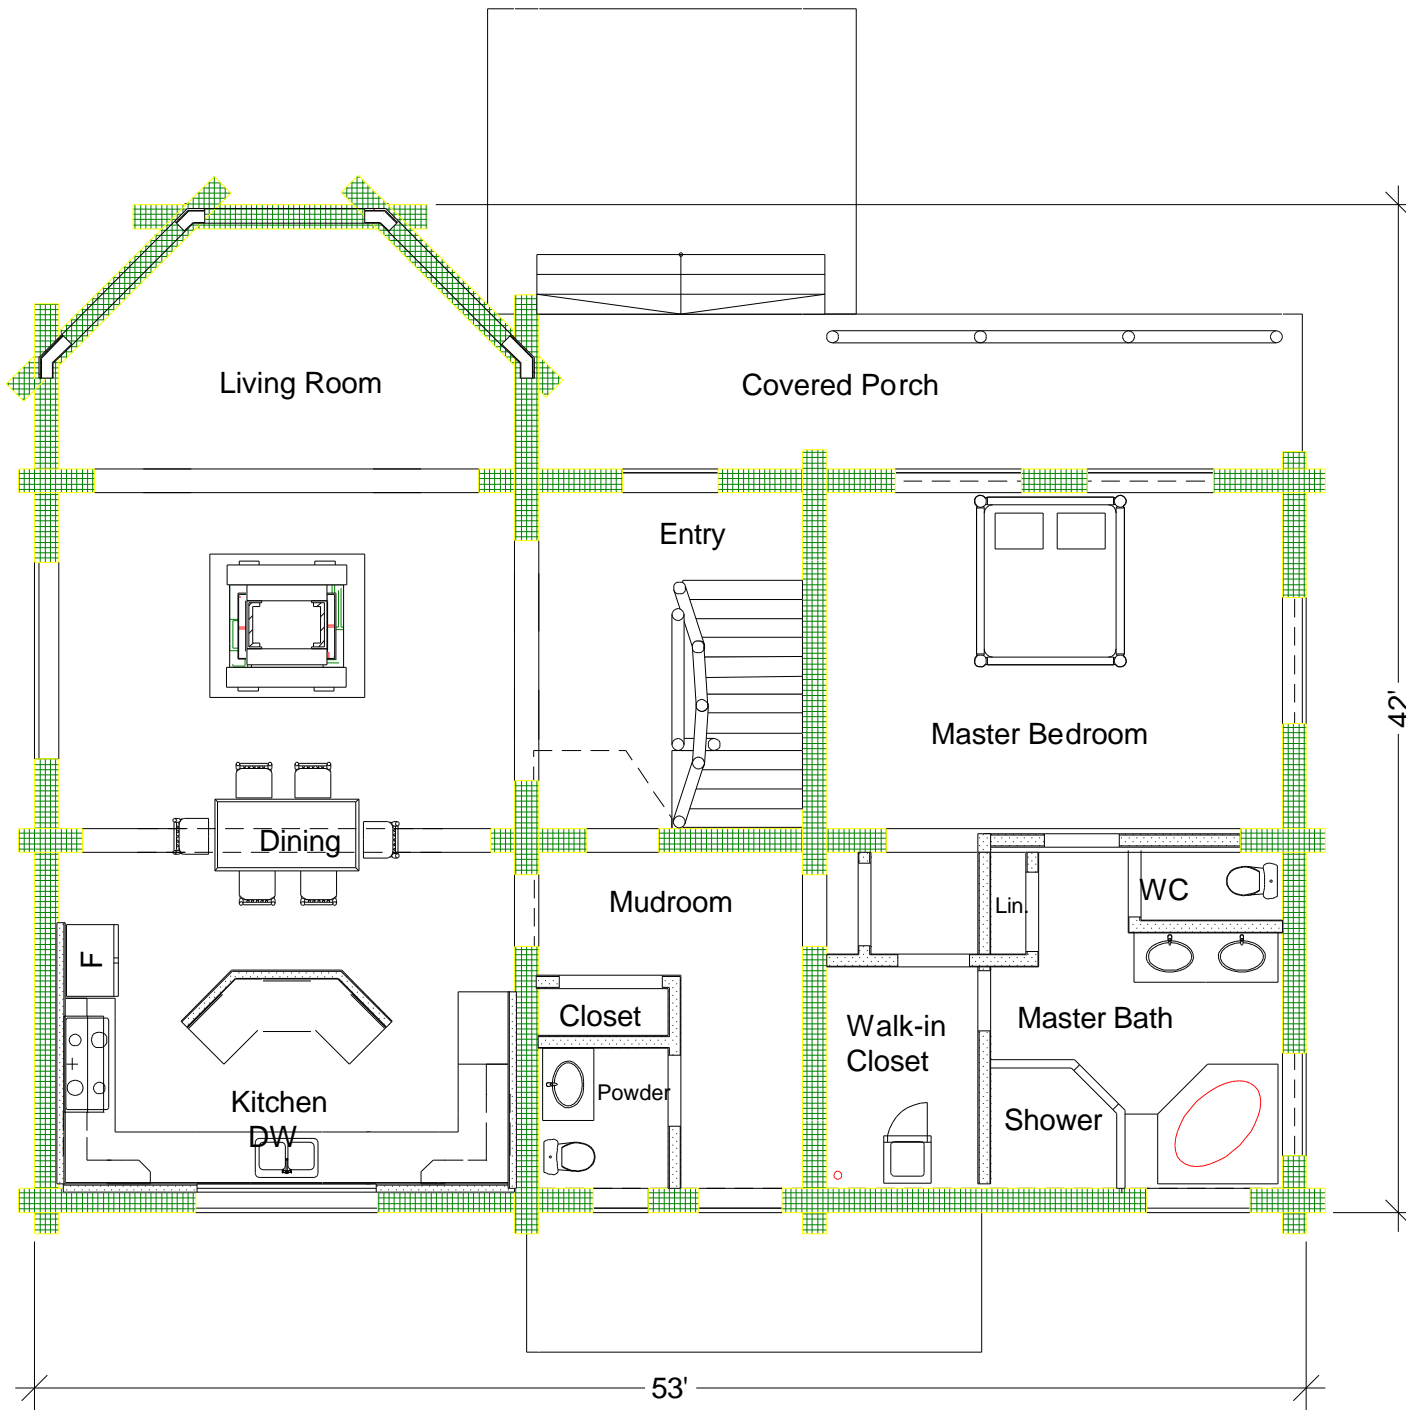 Living Room
Covered Porch
Entry
42'
Master Bedroom
Dining
WC
Mudroom
Lin.
F
Closet
Walk-in
Closet
Master Bath
Powder
Kitchen
DW
Shower
53'